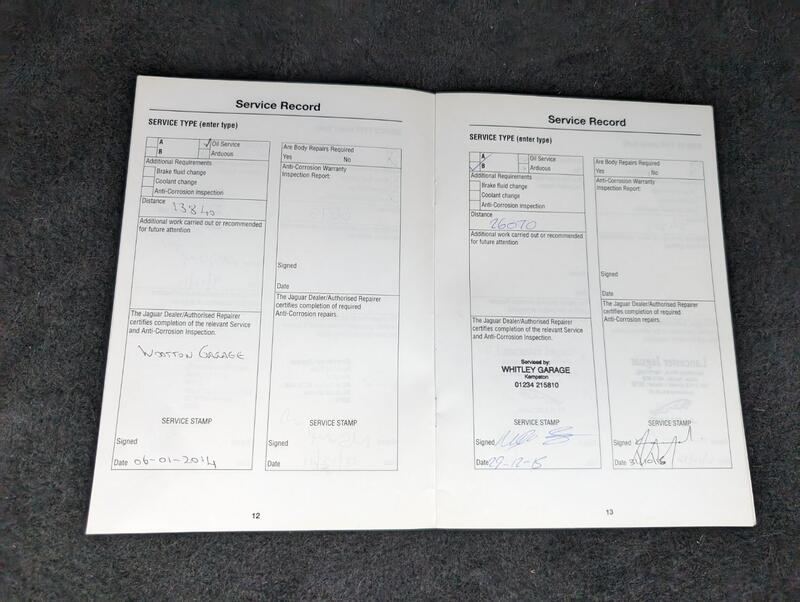 Service Record
SERVICE TYPE (enter type)
A
Oil Service
B
Arduous
Additional Requirements
Brake fluid change
Coolant change
Anti-Corrosion inspection
Distance
13840
Additional work carried out or recommended
for future attention
The Jaguar Dealer/Authorised Repairer
certifies completion of the relevant Service
and Anti-Corrosion Inspection.
WOOTTON GARAGE
SERVICE STAMP
Signed
Date 06-01-2014
Are Body Repairs Required
Yes No
Anti-Corrosion Warranty
Inspection Report:
Signed
Date
The Jaguar Dealer/Authorised Repairer
certifies completion of required
Anti-Corrosion repairs.
SERVICE STAMP
Signed
Date
12
Service Record
SERVICE TYPE (enter type)
A
Oil Service
B
Arduous
Additional Requirements
Brake fluid change
Coolant change
Anti-Corrosion inspection
Distance
26070
Additional work carried out or recommended
for future attention
The Jaguar Dealer/Authorised Repairer
certifies completion of the relevant Service
and Anti-Corrosion Inspection.
Serviced by:
WHITLEY GARAGE
Kempston
01234 215810
SERVICE STAMP
Signed
Date 29-12-15
Are Body Repairs Required
Yes No
Anti-Corrosion Warranty
Inspection Report:
Signed
Date
The Jaguar Dealer/Authorised Repairer
certifies completion of required
Anti-Corrosion repairs.
SERVICE STAMP
Signed
Date
13